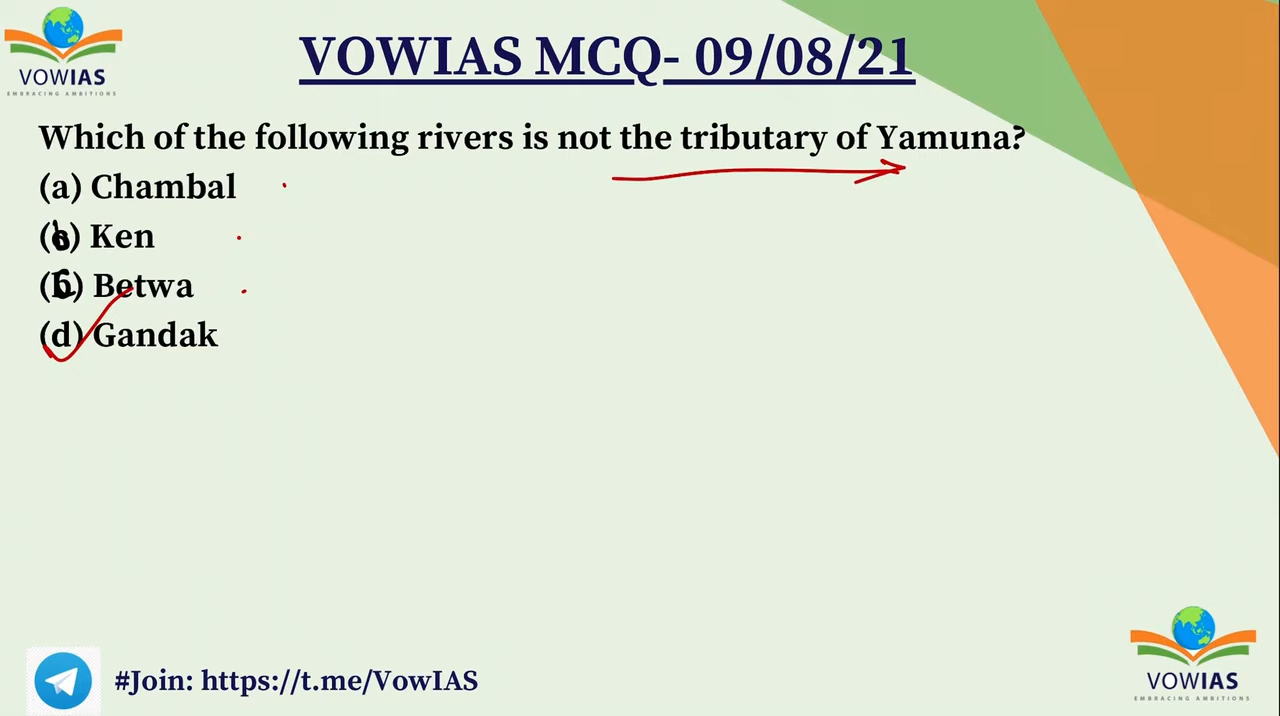 VOWIAS
EMBRACING AMBITIONS
VOWIAS MCQ- 09/08/21
Which of the following rivers is not the tributary of Yamuna?
(a) Chambal
(b) Ken
(c) Betwa
(d) Gandak
#Join: https://t.me/VowIAS
VOWIAS
EMBRACING AMBITIONS